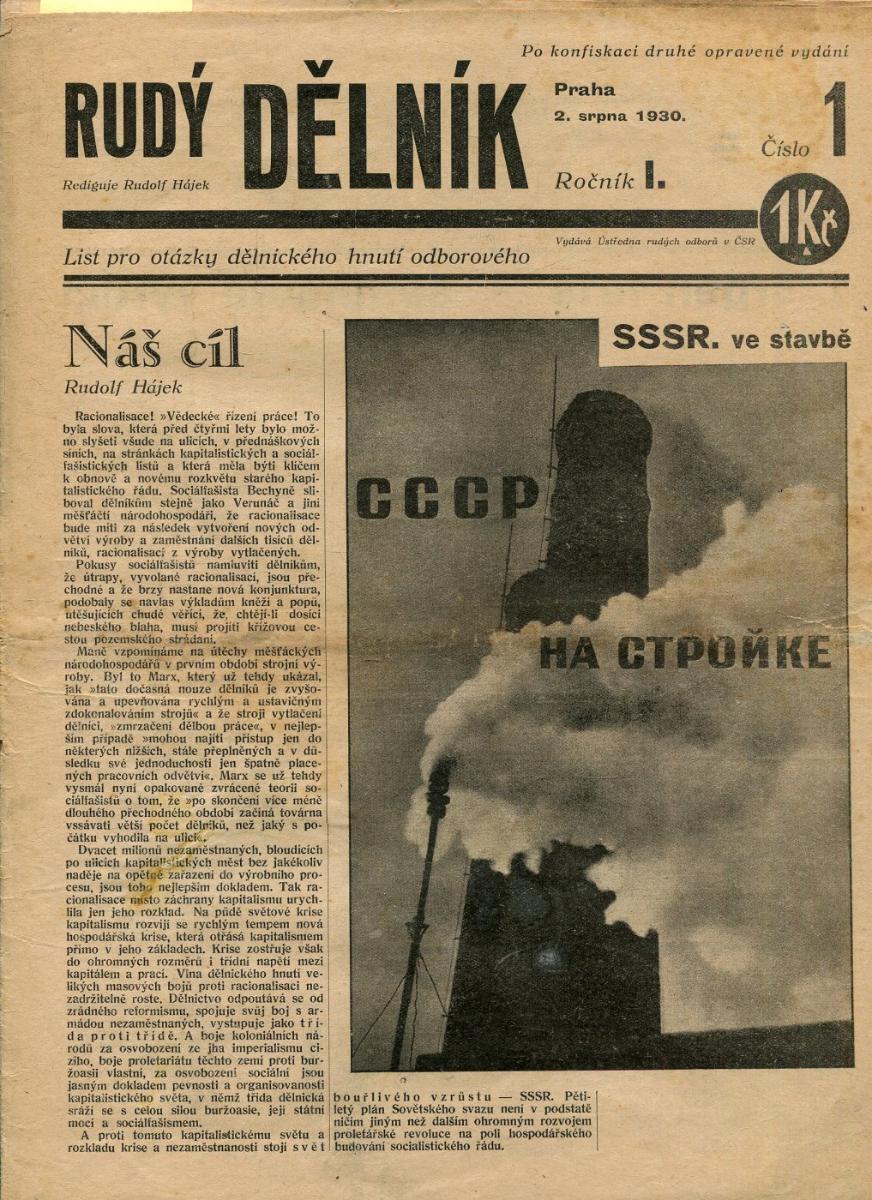 Po konfiskaci druhé opravené vydání
RUDÝ DĚLNÍK
Praha
2. srpna 1930.
Číslo 1
Rediguje Rudolf Hájek
Ročník I.
1 Kč
List pro otázky dělnického hnutí odborového
Vydává Ústředna rudých odborů v ČSR
Náš cíl
Rudolf Hájek
Racionalisace! »Vědecké« řízení práce! To
byla slova, která před čtyřmi lety bylo mož-
no slyšeti všude na ulicích, v přednáškových
síních, na stránkách kapitalistických a sociál-
fašistických listů a která měla býti klíčem
k obnově a novému rozkvětu starého kapi-
talistického řádu. Sociálfašista Bechyně sli-
boval dělníkům stejně jako Verunáč a jiní
měšťáčtí národohospodáři, že racionalisace
bude míti za následek vytvoření nových od-
větví výroby a zaměstnání dalších tisíců děl-
níků, racionalisací z výroby vytlačených.
Pokusy sociálfašistů namluviti dělníkům,
že útrapy, vyvolané racionalisací, jsou pře-
chodné a že brzy nastane nová konjunktura,
podobaly se navlas výkladům kněží a popů,
utěšujících chudé věřící, že, chtějí-li dosíci
nebeského blaha, musí projíti křížovou ce-
stou pozemského strádání.
Maně vzpomínáme na útěchy měšťáckých
národohospodářů v prvním období strojní vý-
roby. Byl to Marx, který už tehdy ukázal,
jak »tato dočasná nouze dělníků je zvyšo-
vána a upevňována rychlým a ustavičným
zdokonalováním strojů« a že stroji vytlačení
dělníci, »zmrzačení dělbou práce«, v nejlep-
ším případě »mohou najíti přístup jen do
některých nižších, stále přeplněných a v dů-
sledku své jednoduchosti jen špatně place-
ných pracovních odvětví«. Marx se už tehdy
vysmál nyní opakované zvrácené teorii so-
ciálfašistů o tom, že »po skončení více méně
dlouhého přechodného období začíná továrna
vssávati větší počet dělníků, než jaký s po-
čátku vyhodila na ulici«.
Dvacet milionů nezaměstnaných, bloudících
po ulicích kapitalistických měst bez jakékoliv
naděje na opětné zařazení do výrobního pro-
cesu, jsou toho nejlepším dokladem. Tak ra-
cionalisace místo záchrany kapitalismu urych-
lila jen jeho rozklad. Na půdě světové krise
kapitalismu rozvíjí se rychlým tempem nová
hospodářská krise, která otřásá kapitalismem
přímo v jeho základech. Krise zostřuje však
do ohromných rozměrů i třídní napětí mezi
kapitálem a prací. Vlna dělnického hnutí ve-
likých masových bojů proti racionalisaci ne-
zadržitelně roste. Dělnictvo odpoutává se od
zrádného reformismu, spojuje svůj boj s ar-
mádou nezaměstnaných, vystupuje jako tří-
da proti třídě. A boje koloniálních ná-
rodů za osvobození ze jha imperialismu ci-
zího, boje proletariátu těchto zemí proti bur-
žoasii vlastní, za osvobození sociální jsou
jasným dokladem pevnosti a organisovanosti
kapitalistického světa, v němž třída dělnická
sráží se s celou silou buržoasie, její státní
mocí a sociálfašismem.
A proti tomuto kapitalistickému světu a
rozkladu krise a nezaměstnanosti stojí svět
SSSR. ve stavbě
СССР
НА СТРОЙКЕ
bouřlivého vzrůstu — SSSR. Pěti-
letý plán Sovětského svazu není v podstatě
ničím jiným než dalším ohromným rozvojem
proletářské revoluce na poli hospodářského
budování socialistického řádu.